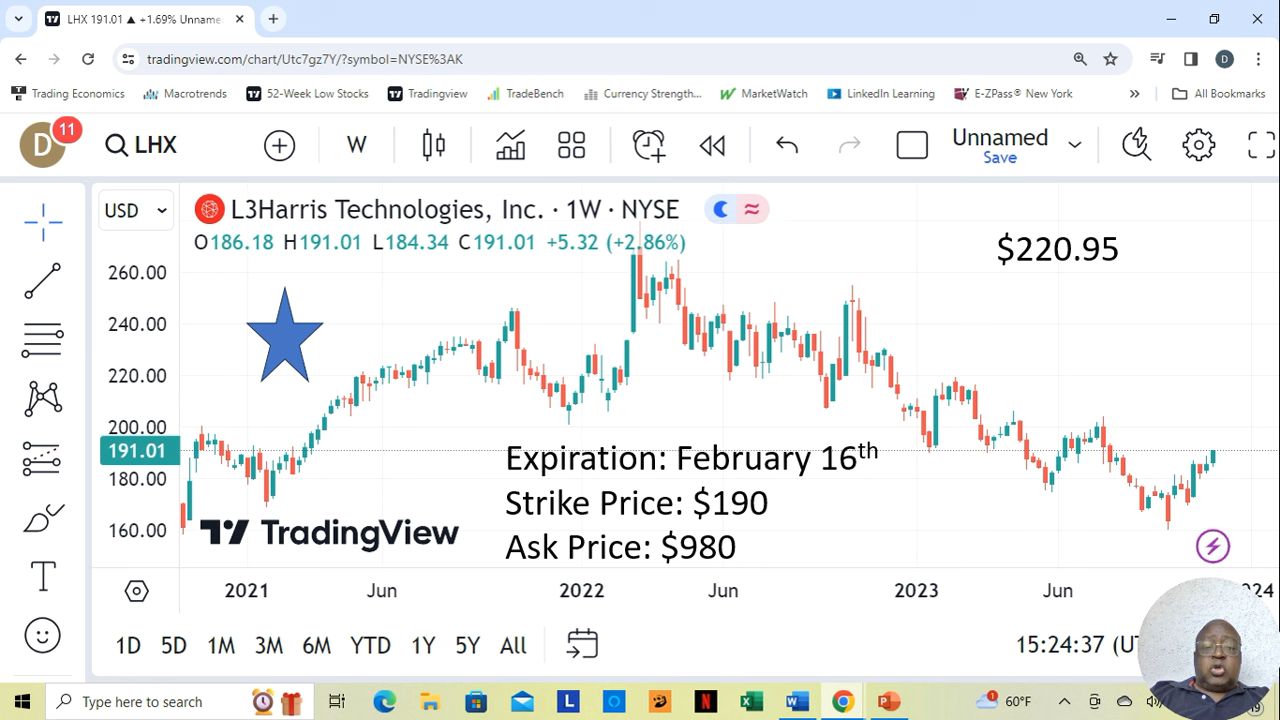 LHX 191.01 ▲ +1.69% Unname
tradingview.com/chart/Utc7gz7Y/?symbol=NYSE%3AK
D
Trading Economics
Macrotrends
52-Week Low Stocks
Tradingview
TradeBench
Currency Strength...
MarketWatch
LinkedIn Learning
E-ZPass® New York
»
All Bookmarks
D
11
LHX
W
Unnamed
Save
USD
L3Harris Technologies, Inc. · 1W · NYSE
O186.18 H191.01 L184.34 C191.01 +5.32 (+2.86%)
$220.95
260.00
240.00
220.00
200.00
191.01
180.00
160.00
Expiration: February 16th
Strike Price: $190
Ask Price: $980
TradingView
T
2021
Jun
2022
Jun
2023
Jun
24
1D 5D 1M 3M 6M YTD 1Y 5Y All
15:24:37 (U
Type here to search
60°F